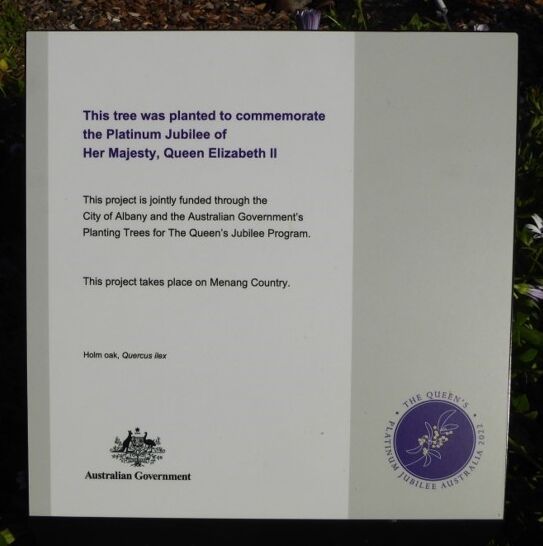 This tree was planted to commemorate
the Platinum Jubilee of
Her Majesty, Queen Elizabeth II
This project is jointly funded through the
City of Albany and the Australian Government's
Planting Trees for The Queen's Jubilee Program.
This project takes place on Menang Country.
Holm oak, Quercus ilex
Australian Government
THE QUEEN'S
PLATINUM JUBILEE AUSTRALIA 2022